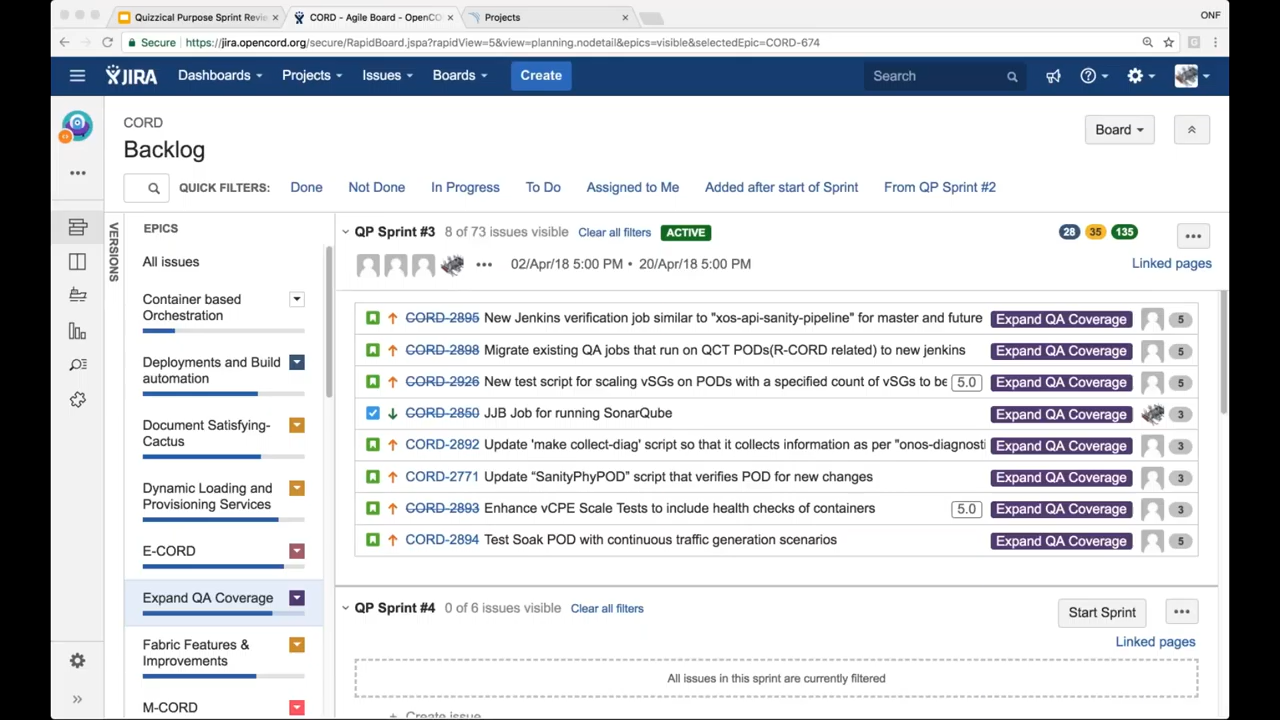 Quizzical Purpose Sprint Revie
CORD - Agile Board - OpenCO
Projects
ONF
Secure
https://jira.opencord.org/secure/RapidBoard.jspa?rapidView=5&view=planning.nodetail&epics=visible&selectedEpic=CORD-674
JIRA
Dashboards
Projects
Issues
Boards
Create
Search
CORD
Backlog
Board
QUICK FILTERS:
Done
Not Done
In Progress
To Do
Assigned to Me
Added after start of Sprint
From QP Sprint #2
VERSIONS
EPICS
All issues
Container based
Orchestration
Deployments and Build
automation
Document Satisfying-
Cactus
Dynamic Loading and
Provisioning Services
E-CORD
Expand QA Coverage
Fabric Features &
Improvements
M-CORD
QP Sprint #3 8 of 73 issues visible Clear all filters ACTIVE
28 35 135
02/Apr/18 5:00 PM • 20/Apr/18 5:00 PM
Linked pages
CORD-2895 New Jenkins verification job similar to "xos-api-sanity-pipeline" for master and future Expand QA Coverage 5
CORD-2898 Migrate existing QA jobs that run on QCT PODs(R-CORD related) to new jenkins Expand QA Coverage 5
CORD-2926 New test script for scaling vSGs on PODs with a specified count of vSGs to be 5.0 Expand QA Coverage 5
CORD-2850 JJB Job for running SonarQube Expand QA Coverage 3
CORD-2892 Update 'make collect-diag' script so that it collects information as per "onos-diagnosti Expand QA Coverage 3
CORD-2771 Update “SanityPhyPOD” script that verifies POD for new changes Expand QA Coverage 3
CORD-2893 Enhance vCPE Scale Tests to include health checks of containers 5.0 Expand QA Coverage 3
CORD-2894 Test Soak POD with continuous traffic generation scenarios Expand QA Coverage 5
QP Sprint #4 0 of 6 issues visible Clear all filters
Start Sprint
Linked pages
All issues in this sprint are currently filtered
+ Create issue